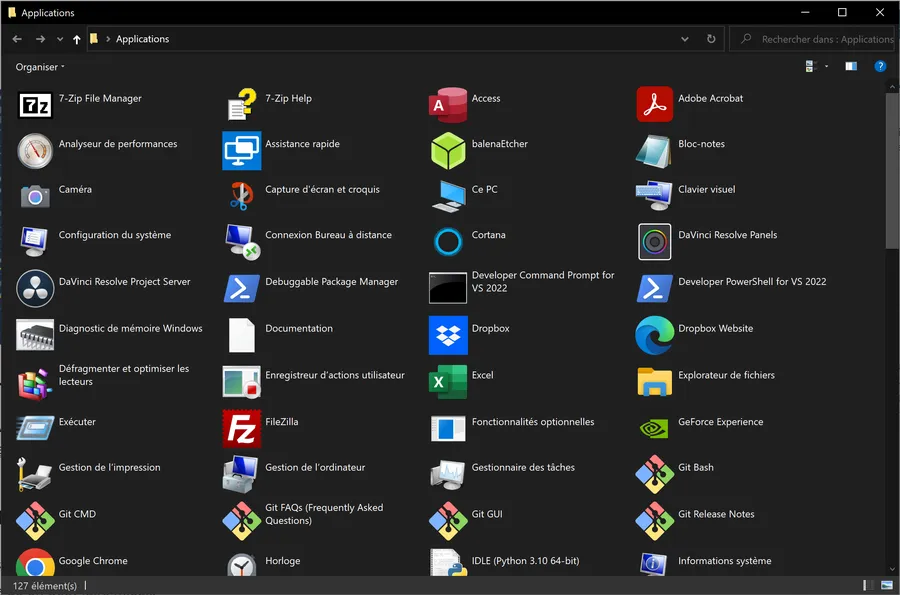 Applications
Applications
Rechercher dans : Applications
Organiser
7-Zip File Manager
7-Zip Help
Access
Adobe Acrobat
Analyseur de performances
Assistance rapide
balenaEtcher
Bloc-notes
Caméra
Capture d'écran et croquis
Ce PC
Clavier visuel
Configuration du système
Connexion Bureau à distance
Cortana
DaVinci Resolve Panels
DaVinci Resolve Project Server
Debuggable Package Manager
Developer Command Prompt for
VS 2022
Developer PowerShell for VS 2022
Diagnostic de mémoire Windows
Documentation
Dropbox
Dropbox Website
Défragmenter et optimiser les
lecteurs
Enregistreur d'actions utilisateur
Excel
Explorateur de fichiers
Exécuter
FileZilla
Fonctionnalités optionnelles
GeForce Experience
Gestion de l'impression
Gestion de l'ordinateur
Gestionnaire des tâches
Git Bash
Git CMD
Git FAQs (Frequently Asked
Questions)
Git GUI
Git Release Notes
Google Chrome
Horloge
IDLE (Python 3.10 64-bit)
Informations système
127 élément(s)